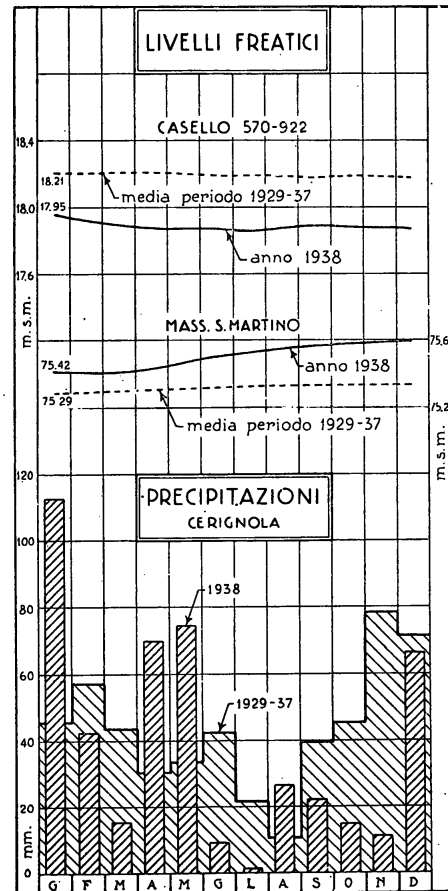 LIVELLI FREATICI
CASELLO 570-922
18,4
18.21
media periodo 1929-37
18,0
17.95
anno 1938
17,6
m.s.m.
MASS. S. MARTINO
75.6
75.42
anno 1938
75.29
75.2
media periodo 1929-37
m.s.m.
120
PRECIPITAZIONI
CERIGNOLA
100
80
1938
60
1929-37
40
20
mm.
0
G F M A M G L A S O N D